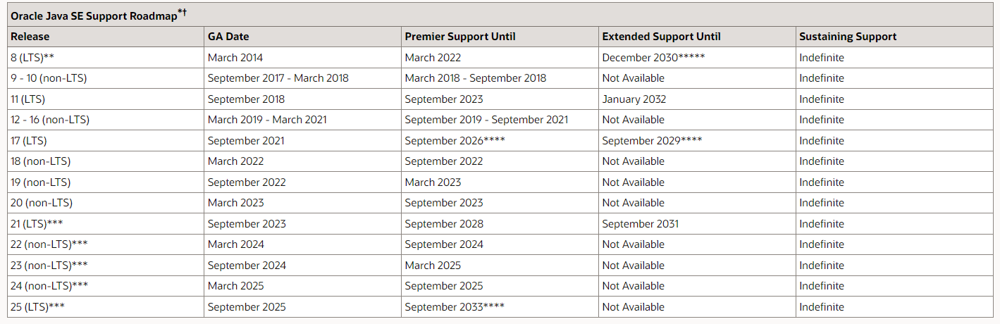 Oracle Java SE Support Roadmap*†
Release GA Date Premier Support Until Extended Support Until Sustaining Support
8 (LTS)** March 2014 March 2022 December 2030***** Indefinite
9 - 10 (non-LTS) September 2017 - March 2018 March 2018 - September 2018 Not Available Indefinite
11 (LTS) September 2018 September 2023 January 2032 Indefinite
12 - 16 (non-LTS) March 2019 - March 2021 September 2019 - September 2021 Not Available Indefinite
17 (LTS) September 2021 September 2026**** September 2029**** Indefinite
18 (non-LTS) March 2022 September 2022 Not Available Indefinite
19 (non-LTS) September 2022 March 2023 Not Available Indefinite
20 (non-LTS) March 2023 September 2023 Not Available Indefinite
21 (LTS)*** September 2023 September 2028 September 2031 Indefinite
22 (non-LTS)*** March 2024 September 2024 Not Available Indefinite
23 (non-LTS)*** September 2024 March 2025 Not Available Indefinite
24 (non-LTS)*** March 2025 September 2025 Not Available Indefinite
25 (LTS)*** September 2025 September 2033**** Not Available Indefinite